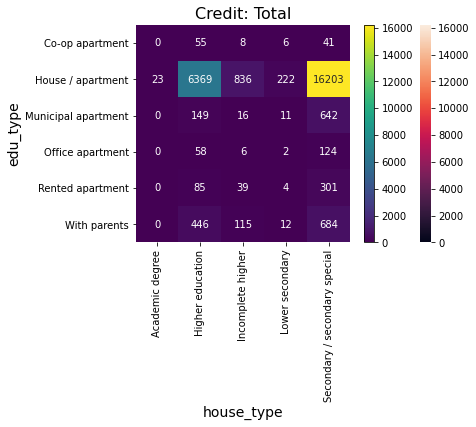 Credit: Total
edu_type
Co-op apartment 0 55 8 6 41
House / apartment 23 6369 836 222 16203
Municipal apartment 0 149 16 11 642
Office apartment 0 58 6 2 124
Rented apartment 0 85 39 4 301
With parents 0 446 115 12 684
Academic degree
Higher education
Incomplete higher
Lower secondary
Secondary / secondary special
house_type
16000
14000
12000
10000
8000
6000
4000
2000
0
16000
14000
12000
10000
8000
6000
4000
2000
0